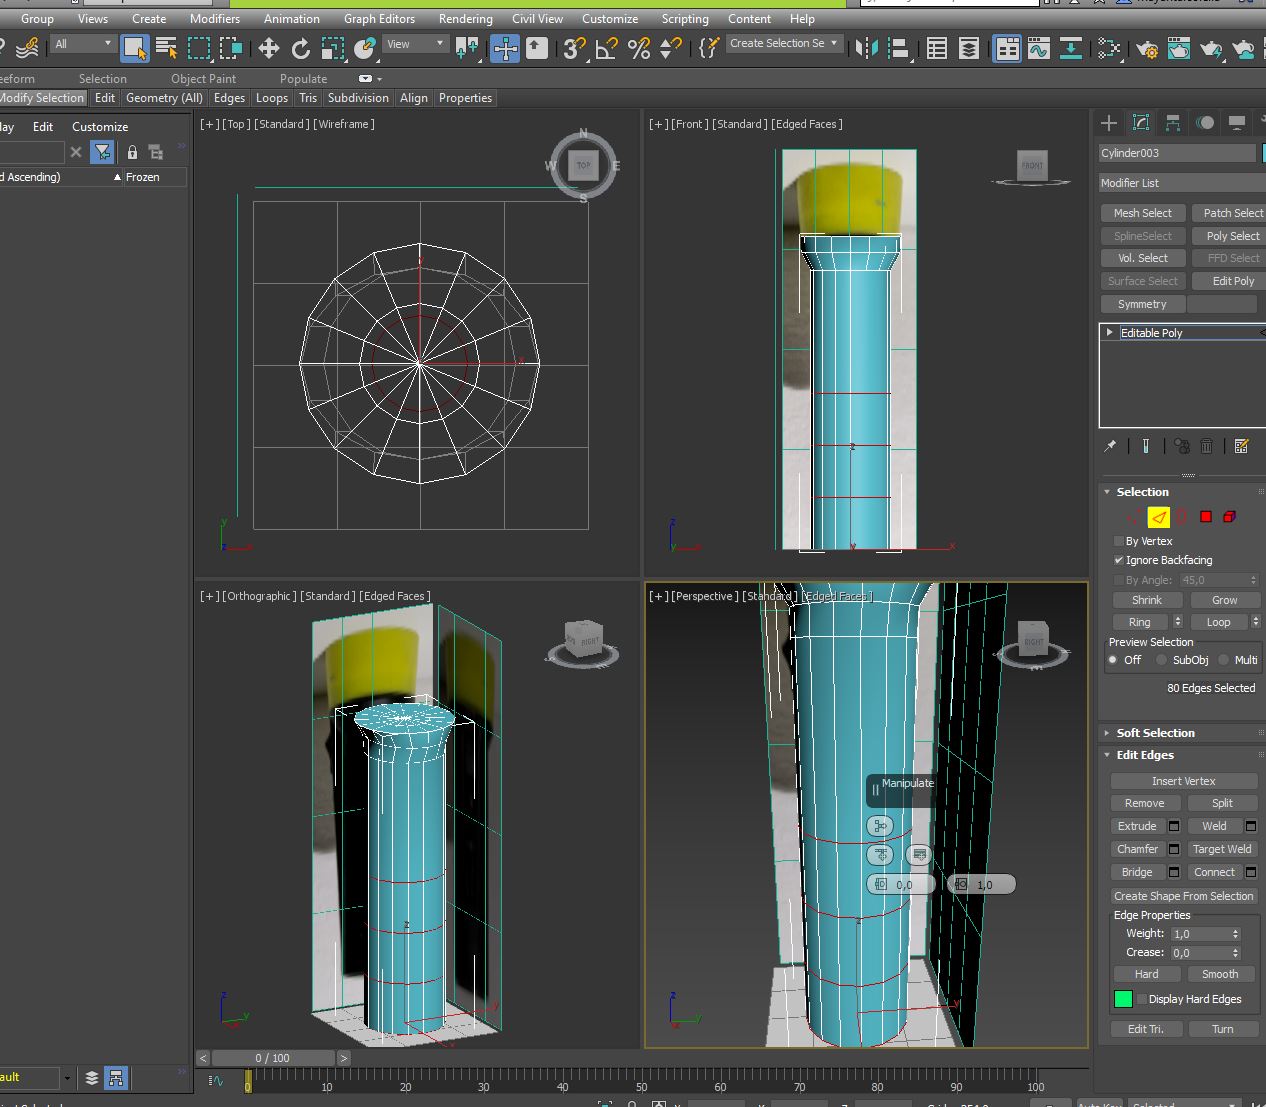 Group Views Create Modifiers Animation Graph Editors Rendering Civil View Customize Scripting Content Help
All View Create Selection Se
eeform Selection Object Paint Populate
Modify Selection Edit Geometry (All) Edges Loops Tris Subdivision Align Properties
lay Edit Customize
d Ascending) Frozen
[+] [Top] [Standard] [Wireframe]
N
W TOP E
S
y
x
y
z x
[+] [Front] [Standard] [Edged Faces]
FRONT
z
z
y x
y x
[+] [Orthographic] [Standard] [Edged Faces]
RIGHT
z
y
x
z
y
x
[+] [Perspective] [Standard] [Edged Faces]
RIGHT
Manipulate
0,0 1,0
z
y
z
x y
Cylinder003
Modifier List
Mesh Select Patch Select
SplineSelect Poly Select
Vol. Select FFD Select
Surface Select Edit Poly
Symmetry
Editable Poly
Selection
By Vertex
Ignore Backfacing
By Angle: 45,0
Shrink Grow
Ring Loop
Preview Selection
Off SubObj Multi
80 Edges Selected
Soft Selection
Edit Edges
Insert Vertex
Remove Split
Extrude Weld
Chamfer Target Weld
Bridge Connect
Create Shape From Selection
Edge Properties
Weight: 1,0
Crease: 0,0
Hard Smooth
Display Hard Edges
Edit Tri. Turn
< 0 / 100 >
ault
0 10 20 30 40 50 60 70 80 90 100